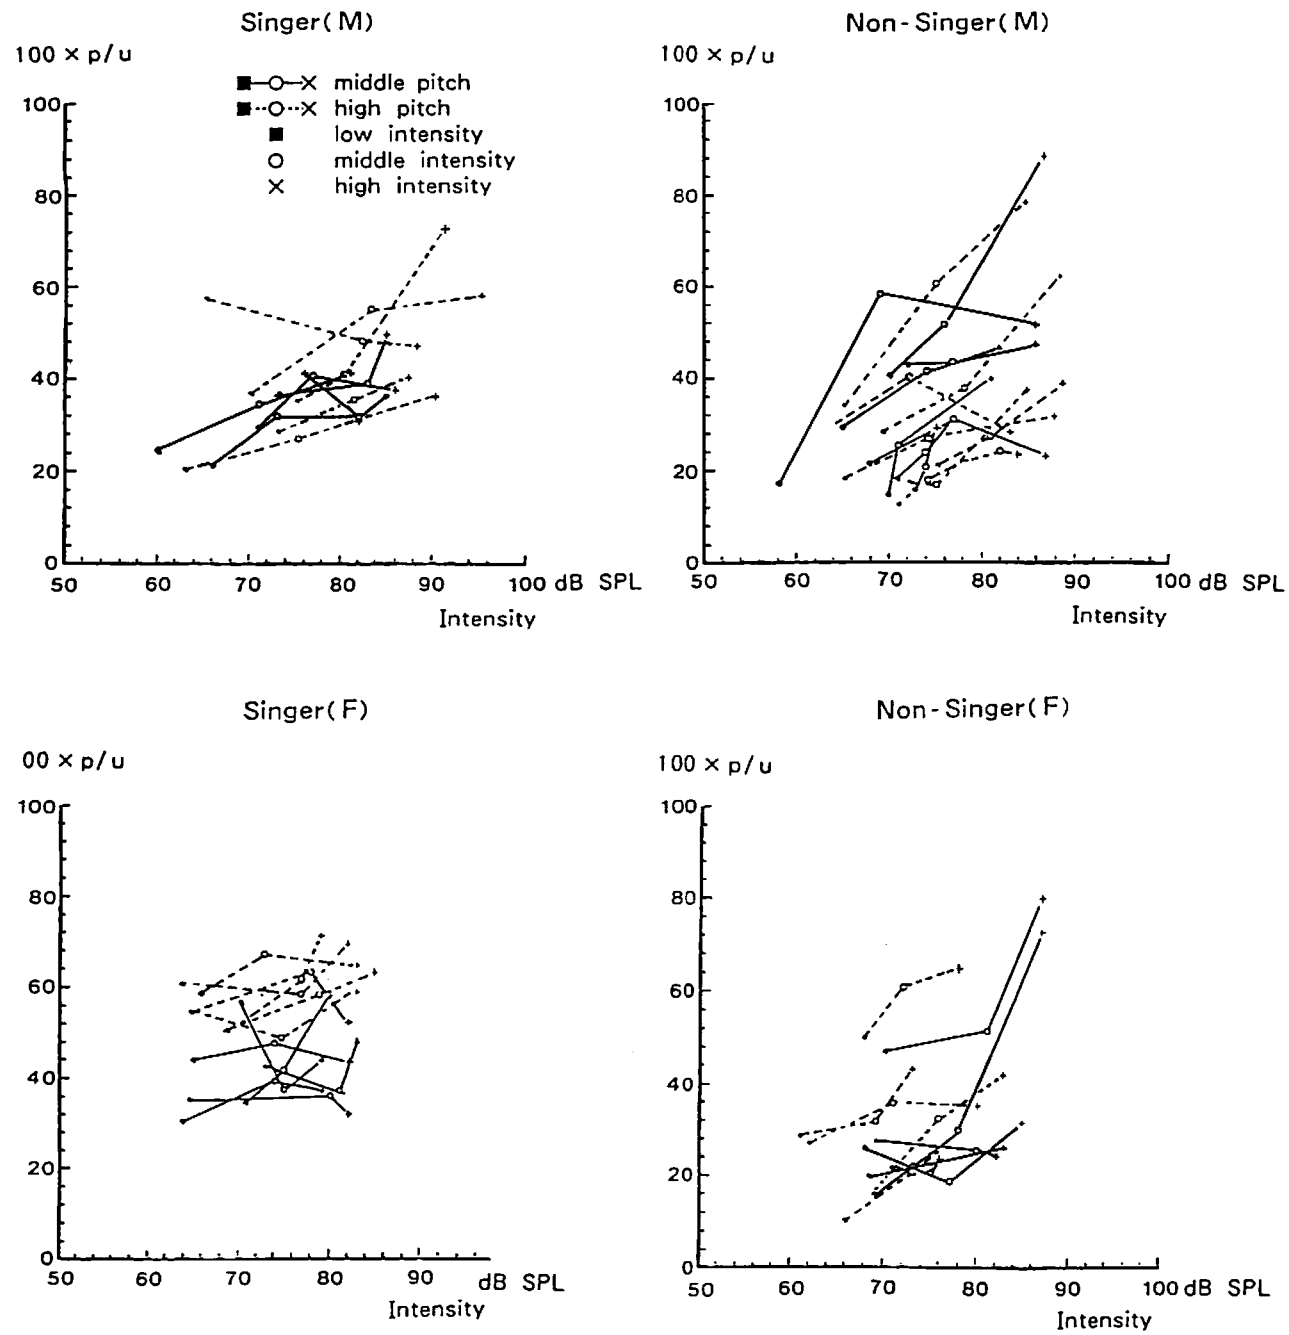 Singer(M)
100 × p/u
middle pitch
high pitch
low intensity
middle intensity
high intensity
100
80
60
40
20
0
50 60 70 80 90 100 dB SPL
Intensity
Non-Singer(M)
100 × p/u
100
80
60
40
20
0
50 60 70 80 90 100 dB SPL
Intensity
Singer(F)
00 × p/u
100
80
60
40
20
0
50 60 70 80 90 dB SPL
Intensity
Non-Singer(F)
100 × p/u
100
80
60
40
20
0
50 60 70 80 90 100 dB SPL
Intensity